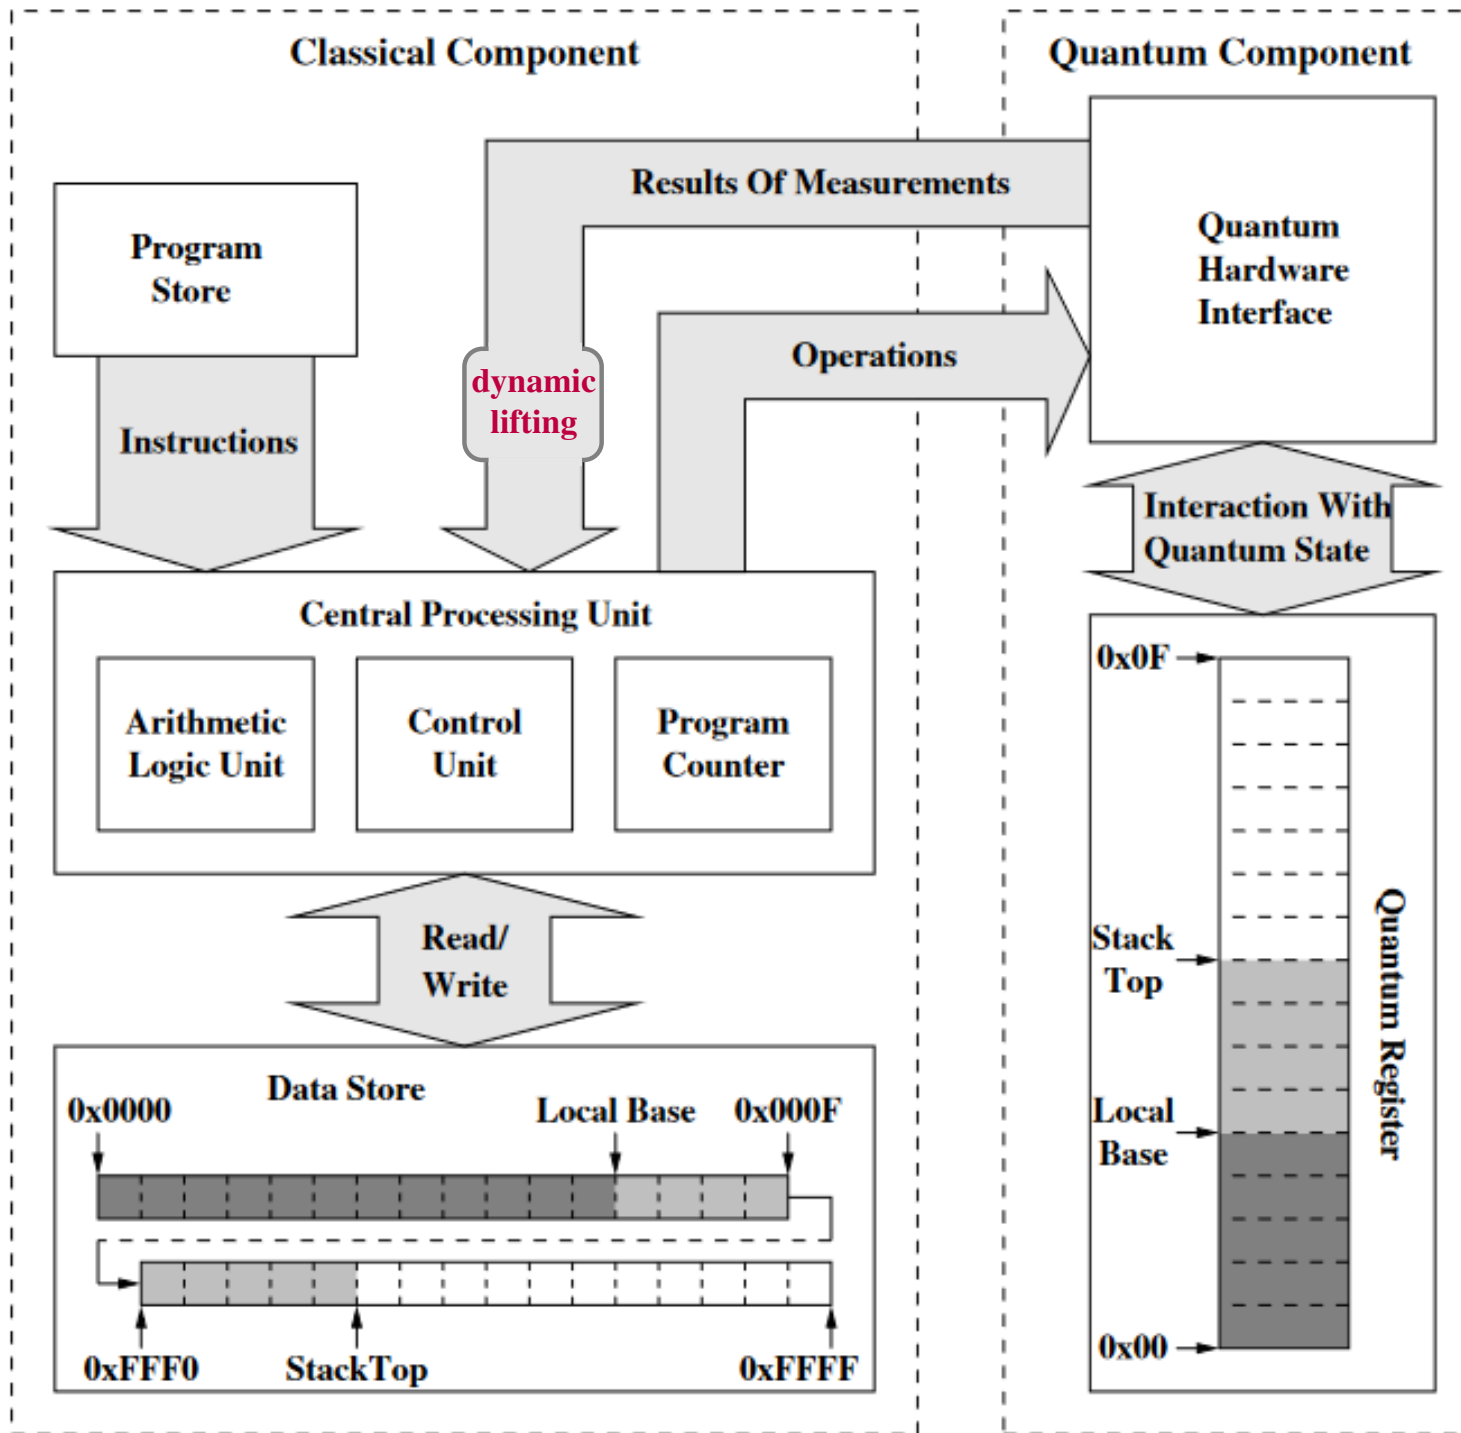 Classical Component
Quantum Component
Results Of Measurements
Program
Store
Quantum
Hardware
Interface
Operations
dynamic
lifting
Instructions
Interaction With
Quantum State
Central Processing Unit
Arithmetic
Logic Unit
Control
Unit
Program
Counter
0x0F
Stack
Top
Local
Base
0x00
Quantum Register
Read/
Write
Data Store
0x0000
Local Base
0x000F
0xFFF0
StackTop
0xFFFF